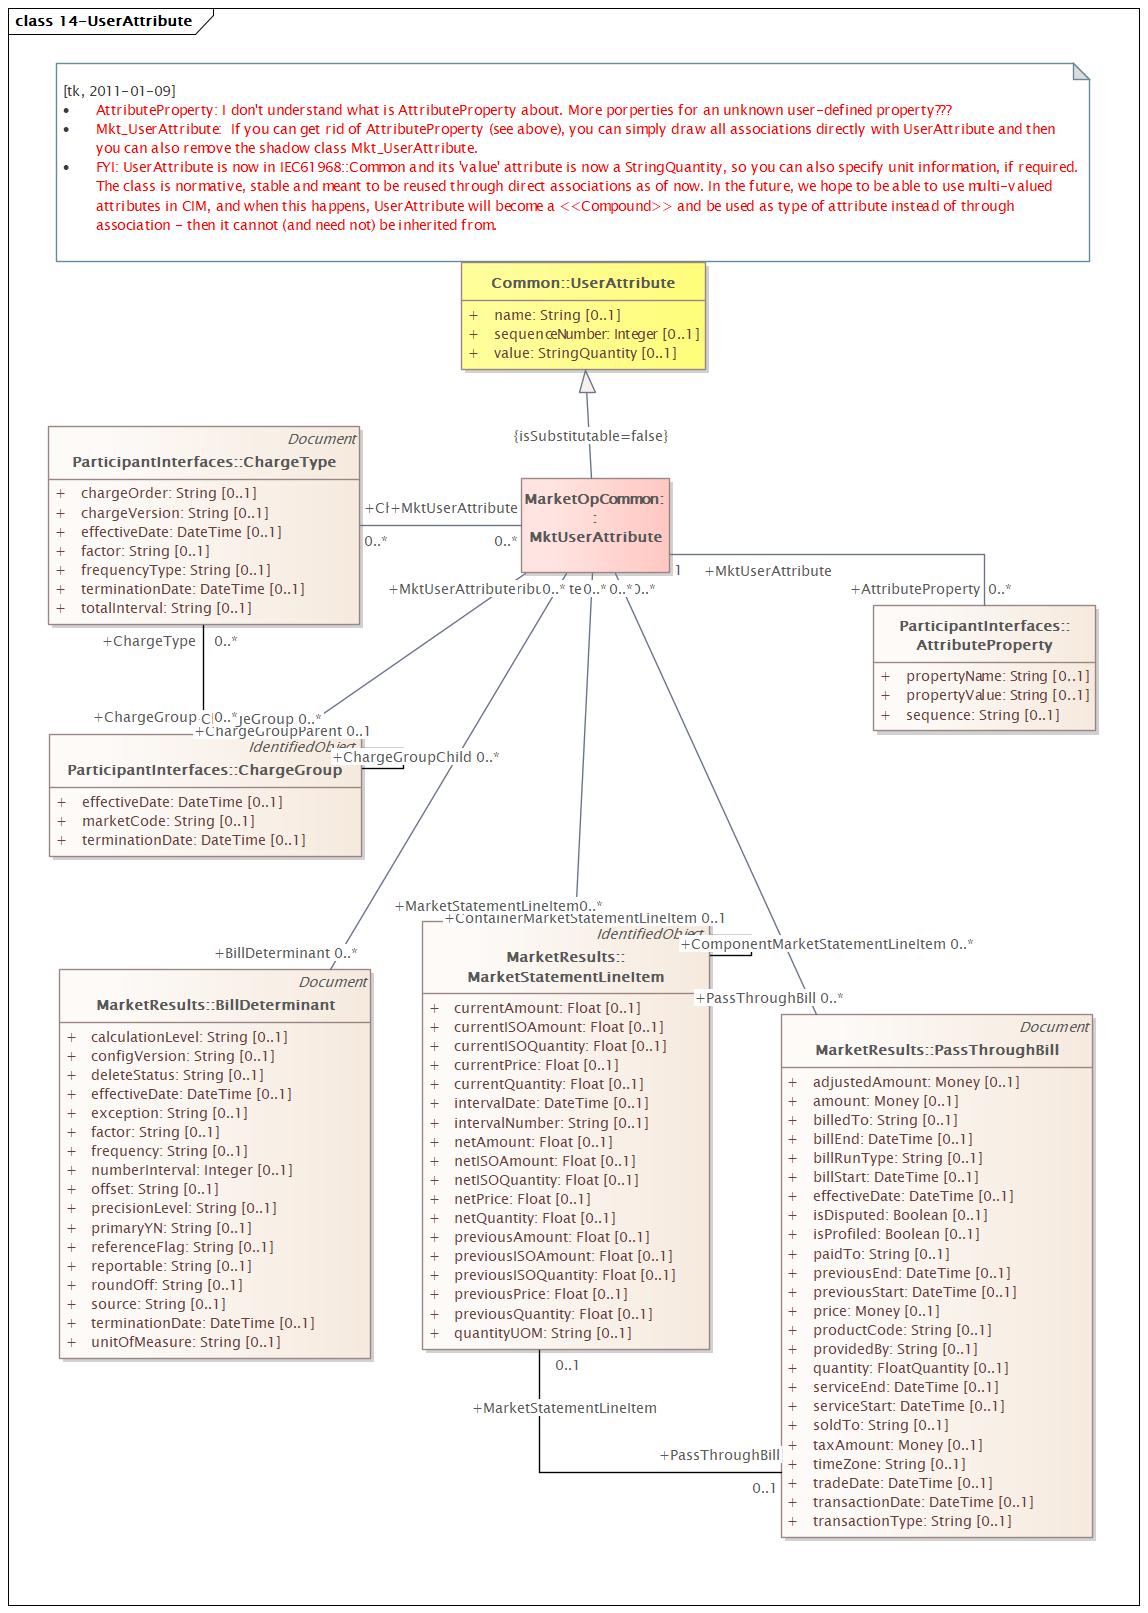 class 14-UserAttribute
[tk, 2011-01-09]
• AttributeProperty: I don't understand what is AttributeProperty about. More porperties for an unknown user-defined property???
• Mkt_UserAttribute:  If you can get rid of AttributeProperty (see above), you can simply draw all associations directly with UserAttribute and then
you can also remove the shadow class Mkt_UserAttribute.
• FYI: UserAttribute is now in IEC61968::Common and its 'value' attribute is now a StringQuantity, so you can also specify unit information, if required.
The class is normative, stable and meant to be reused through direct associations as of now. In the future, we hope to be able to use multi-valued
attributes in CIM, and when this happens, UserAttribute will become a <<Compound>> and be used as type of attribute instead of through
association - then it cannot (and need not) be inherited from.
Common::UserAttribute
+ name: String [0..1]
+ sequenceNumber: Integer [0..1]
+ value: StringQuantity [0..1]
{isSubstitutable=false}
Document
ParticipantInterfaces::ChargeType
+ chargeOrder: String [0..1]
+ chargeVersion: String [0..1]
+ effectiveDate: DateTime [0..1]
+ factor: String [0..1]
+ frequencyType: String [0..1]
+ terminationDate: DateTime [0..1]
+ totalInterval: String [0..1]
+MktUserAttribute
0..* 0..*
MarketOpCommon:
:
MktUserAttribute
1
+MktUserAttribute
+AttributeProperty 0..*
+MktUserAttribute 0..* 0..* 0..* 0..*
ParticipantInterfaces::
AttributeProperty
+ propertyName: String [0..1]
+ propertyValue: String [0..1]
+ sequence: String [0..1]
+ChargeType 0..*
+ChargeGroup 0..* 0..*
+ChargeGroupParent 0..1
IdentifiedObject
+ChargeGroupChild 0..*
ParticipantInterfaces::ChargeGroup
+ effectiveDate: DateTime [0..1]
+ marketCode: String [0..1]
+ terminationDate: DateTime [0..1]
+MarketStatementLineItem 0..*
+ContainerMarketStatementLineItem 0..1
IdentifiedObject
+ComponentMarketStatementLineItem 0..*
MarketResults::
MarketStatementLineItem
+ currentAmount: Float [0..1]
+ currentISOAmount: Float [0..1]
+ currentISOQuantity: Float [0..1]
+ currentPrice: Float [0..1]
+ currentQuantity: Float [0..1]
+ intervalDate: DateTime [0..1]
+ intervalNumber: String [0..1]
+ netAmount: Float [0..1]
+ netISOAmount: Float [0..1]
+ netISOQuantity: Float [0..1]
+ netPrice: Float [0..1]
+ netQuantity: Float [0..1]
+ previousAmount: Float [0..1]
+ previousISOAmount: Float [0..1]
+ previousISOQuantity: Float [0..1]
+ previousPrice: Float [0..1]
+ previousQuantity: Float [0..1]
+ quantityUOM: String [0..1]
+BillDeterminant 0..*
Document
MarketResults::BillDeterminant
+ calculationLevel: String [0..1]
+ configVersion: String [0..1]
+ deleteStatus: String [0..1]
+ effectiveDate: DateTime [0..1]
+ exception: String [0..1]
+ factor: String [0..1]
+ frequency: String [0..1]
+ numberInterval: Integer [0..1]
+ offset: String [0..1]
+ precisionLevel: String [0..1]
+ primaryYN: String [0..1]
+ referenceFlag: String [0..1]
+ reportable: String [0..1]
+ roundOff: String [0..1]
+ source: String [0..1]
+ terminationDate: DateTime [0..1]
+ unitOfMeasure: String [0..1]
+PassThroughBill 0..*
Document
MarketResults::PassThroughBill
+ adjustedAmount: Money [0..1]
+ amount: Money [0..1]
+ billedTo: String [0..1]
+ billEnd: DateTime [0..1]
+ billRunType: String [0..1]
+ billStart: DateTime [0..1]
+ effectiveDate: DateTime [0..1]
+ isDisputed: Boolean [0..1]
+ isProfiled: Boolean [0..1]
+ paidTo: String [0..1]
+ previousEnd: DateTime [0..1]
+ previousStart: DateTime [0..1]
+ price: Money [0..1]
+ productCode: String [0..1]
+ providedBy: String [0..1]
+ quantity: FloatQuantity [0..1]
+ serviceEnd: DateTime [0..1]
+ serviceStart: DateTime [0..1]
+ soldTo: String [0..1]
+ taxAmount: Money [0..1]
+ timeZone: String [0..1]
+ tradeDate: DateTime [0..1]
+ transactionDate: DateTime [0..1]
+ transactionType: String [0..1]
0..1
+MarketStatementLineItem
+PassThroughBill
0..1